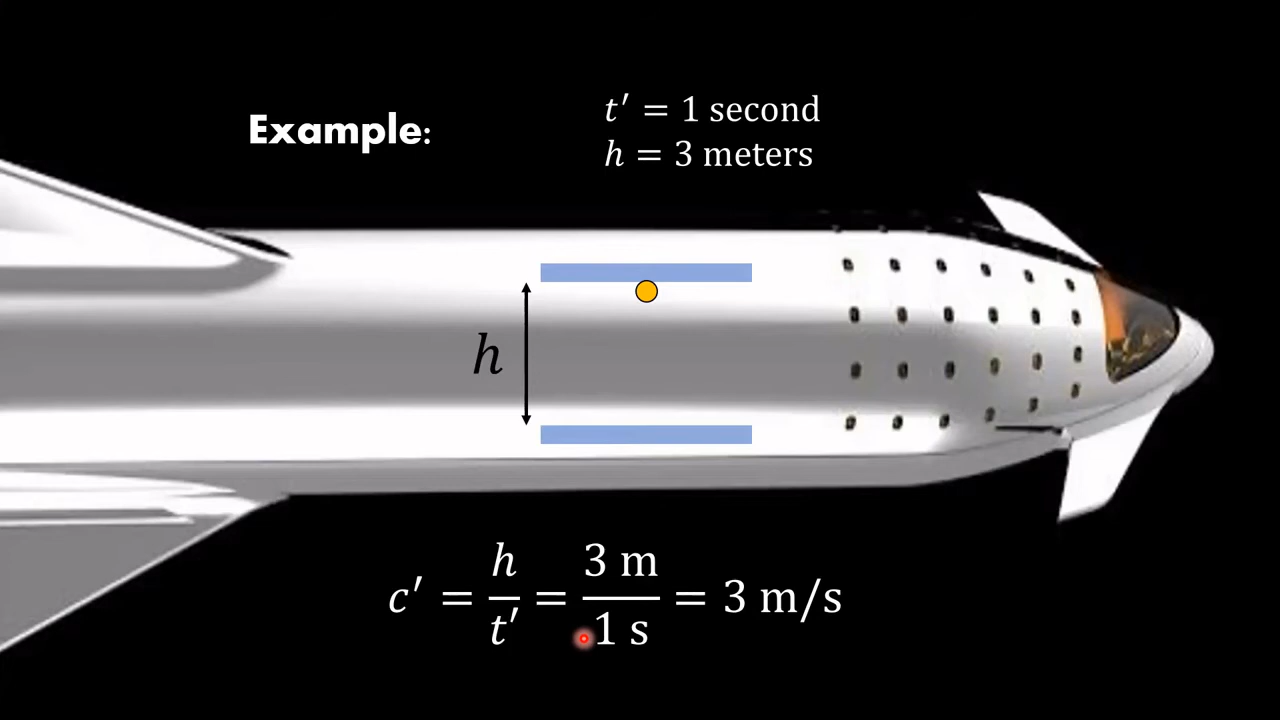 Example:
t′ = 1 second
h = 3 meters
h
c′ = h/t′ = 3 m/1 s = 3 m/s